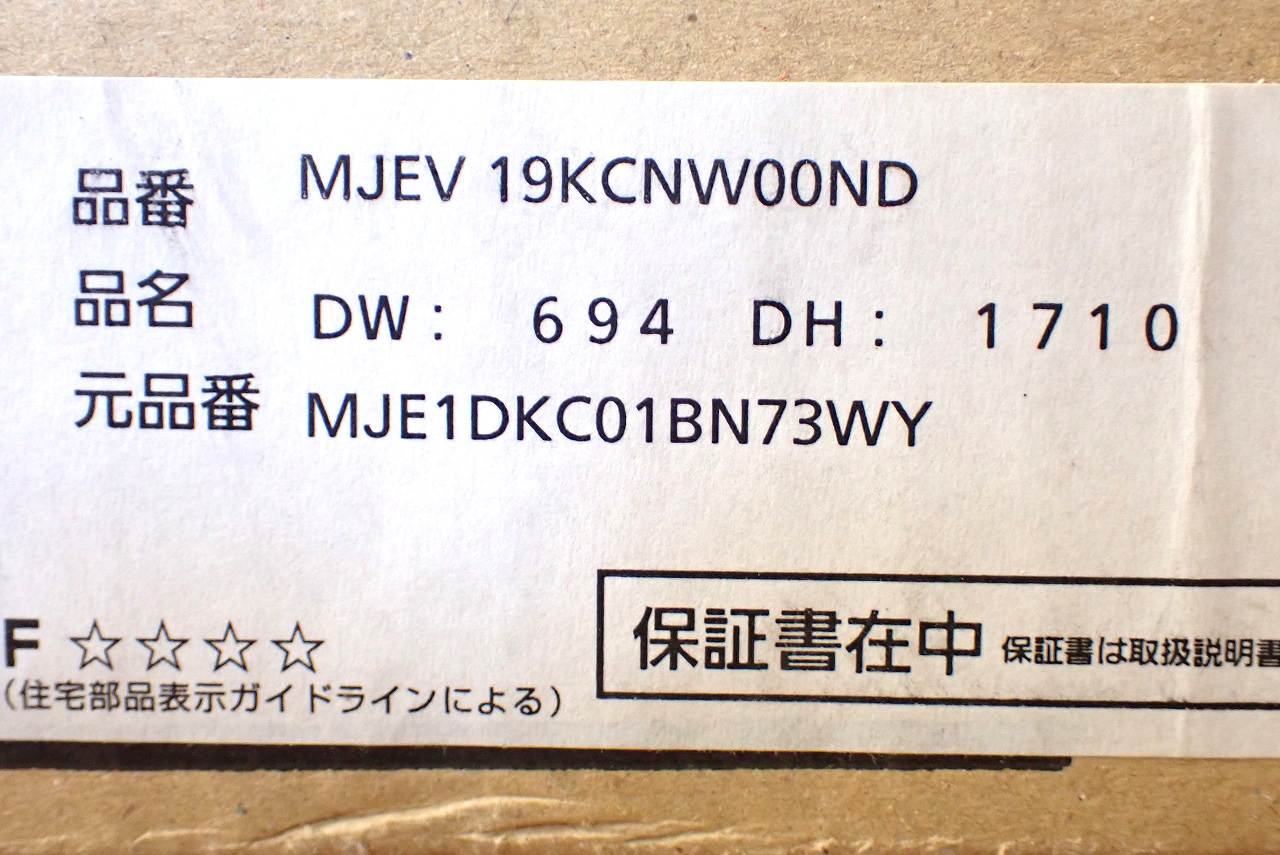 品番 MJEV 19KCNW00ND
品名 DW: 694 DH: 1710
元品番 MJE1DKC01BN73WY
F☆☆☆☆
(住宅部品表示ガイドラインによる)
保証書在中 保証書は取扱説明書